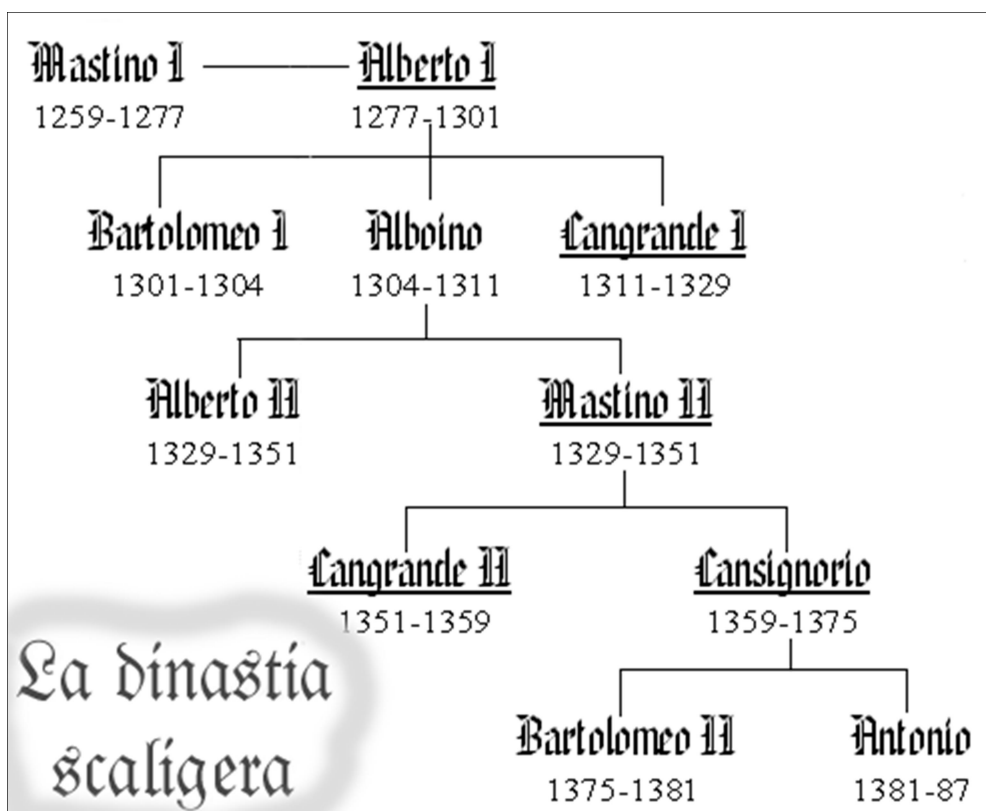 Mastino I Alberto I
1259-1277 1277-1301
Bartolomeo I Alboino Cangrande I
1301-1304 1304-1311 1311-1329
Alberto II Mastino II
1329-1351 1329-1351
Cangrande II Cansignorio
1351-1359 1359-1375
Bartolomeo II Antonio
1375-1381 1381-87
La dinastia
scaligera